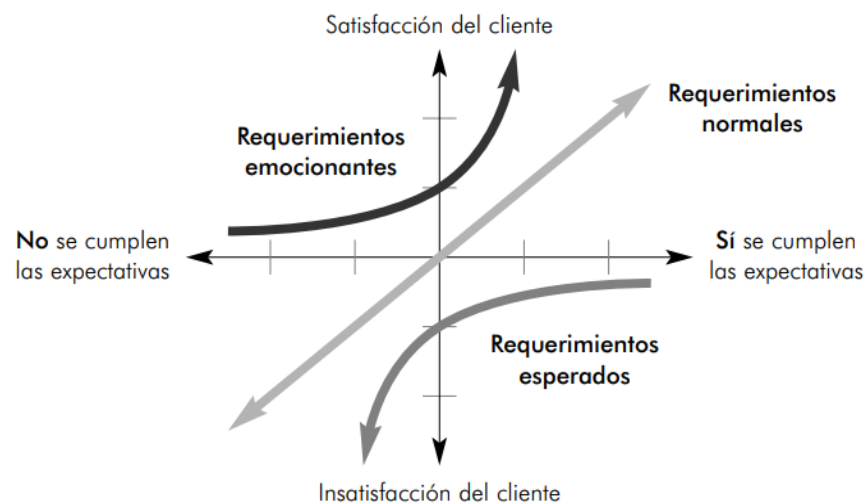 Satisfacción del cliente
Requerimientos
normales
Requerimientos
emocionantes
No se cumplen
las expectativas
Sí se cumplen
las expectativas
Requerimientos
esperados
Insatisfacción del cliente